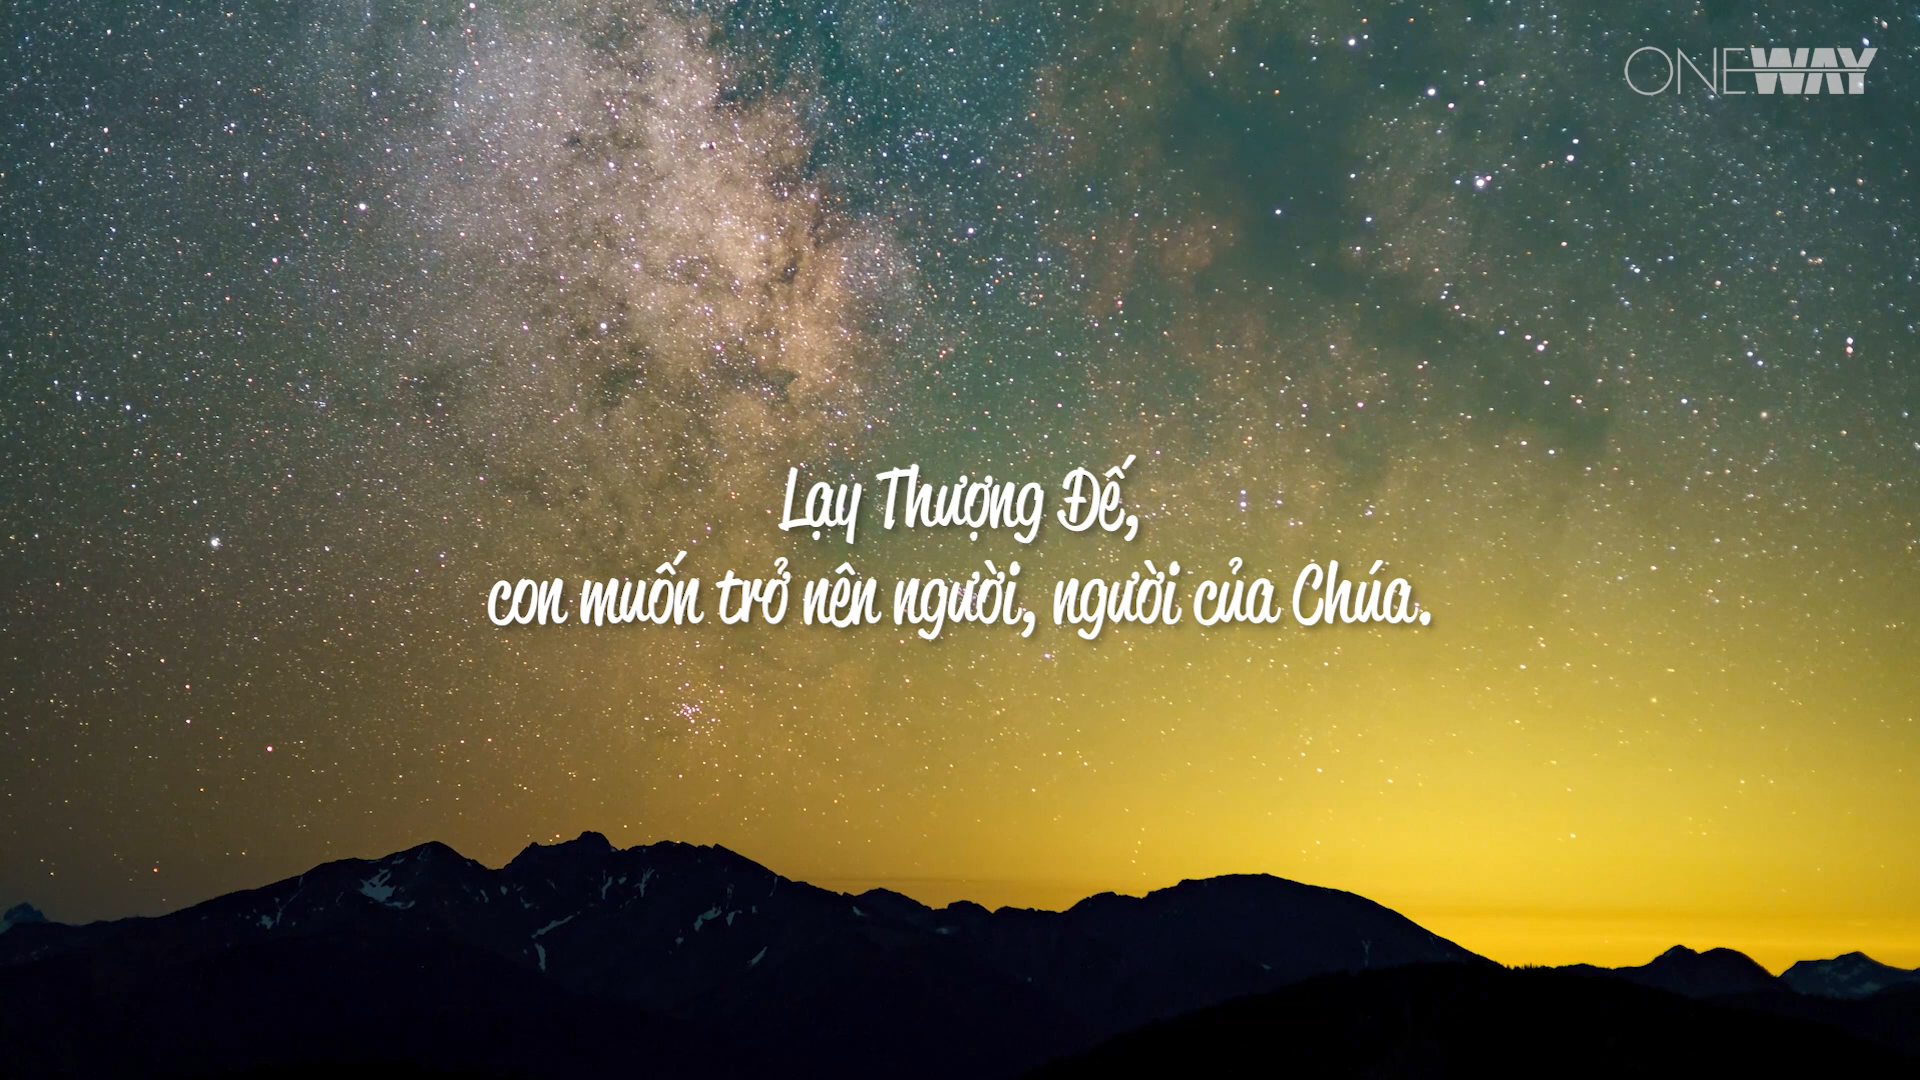 ONEWAY
Lạy Thượng Đế,
con muốn trở nên người, người của Chúa.